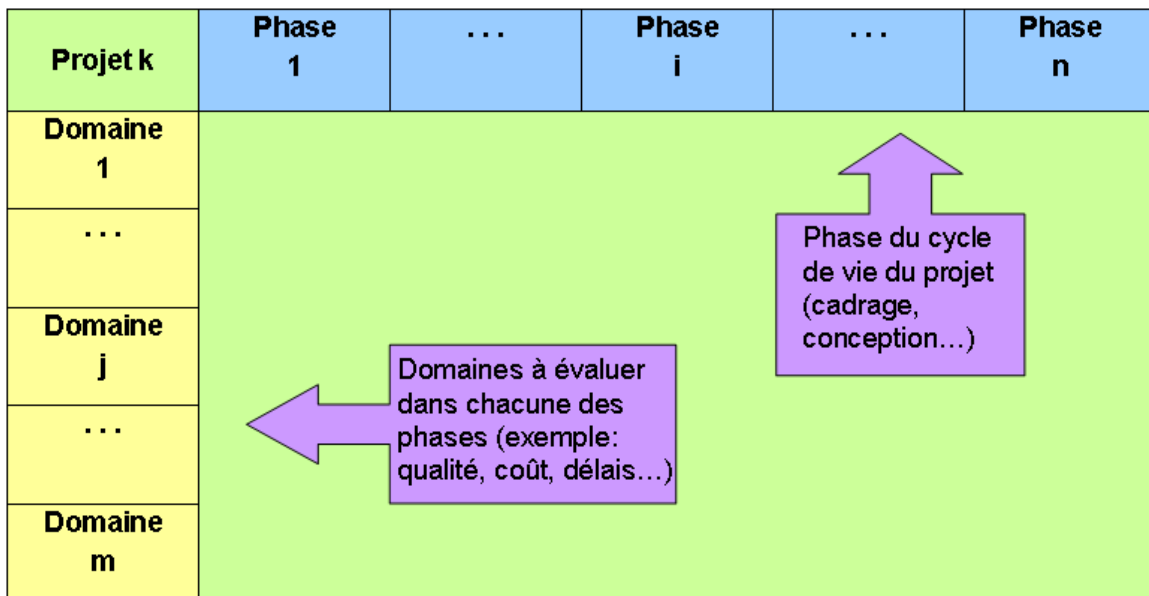 Projet k
Phase
1
. . .
Phase
i
. . .
Phase
n
Domaine
1
. . .
Domaine
j
. . .
Domaine
m
Phase du cycle
de vie du projet
(cadrage,
conception…)
Domaines à évaluer
dans chacune des
phases (exemple:
qualité, coût, délais…)